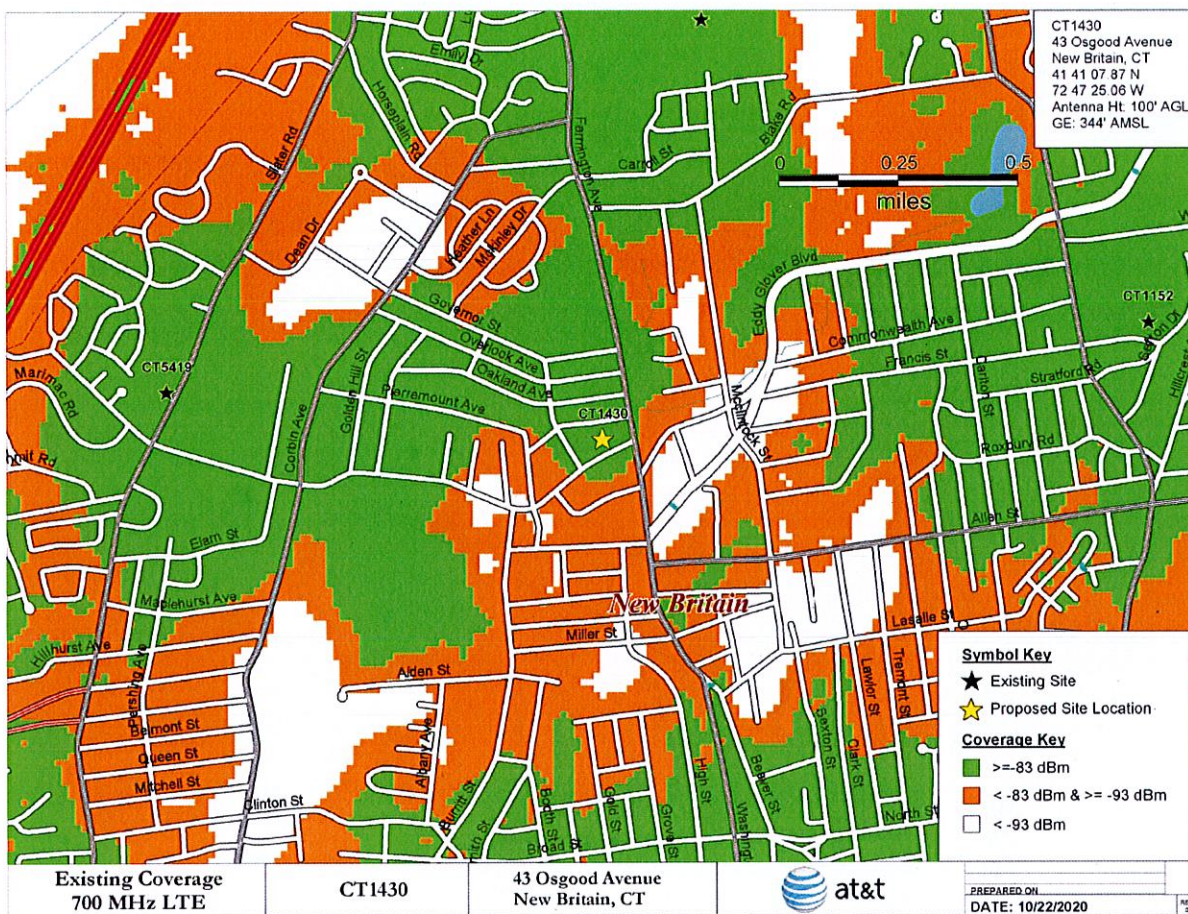 CT1430
43 Osgood Avenue
New Britain, CT
41 41 07.87 N
72 47 25.06 W
Antenna Ht: 100' AGL
GE: 344' AMSL
0 0.25 0.5
miles
Emily Dr
Horseplain Rd
Slater Rd
Farmington Ave
Blake Rd
Carroll St
Dean Dr
Heather Ln
McKinley Dr
Eddy Glover Blvd
Governor St
Overlook Ave
Oakland Ave
Commonwealth Ave
Francis St
CT1152
Stratford Rd
Hillcrest
CT5419
Marimac Rd
Golden Hill St
Pierremount Ave
CT1430
McClintock St
Roxbury Rd
Corbin Ave
Allen St
Elam St
Maplehurst Ave
New Britain
Miller St
Lasalle St
Hillhurst Ave
Pershing Ave
Alden St
Lawlor St
Tremont St
Belmont St
Albany Ave
Sexton St
Clark St
Queen St
Mitchell St
Clinton St
Burritt St
Booth St
Gold St
Grove St
High St
Beaver St
Washingt
North St
Broad St
Symbol Key
Existing Site
Proposed Site Location
Coverage Key
>=-83 dBm
< -83 dBm & >= -93 dBm
< -93 dBm
Existing Coverage
700 MHz LTE
CT1430
43 Osgood Avenue
New Britain, CT
at&t
PREPARED ON
DATE: 10/22/2020